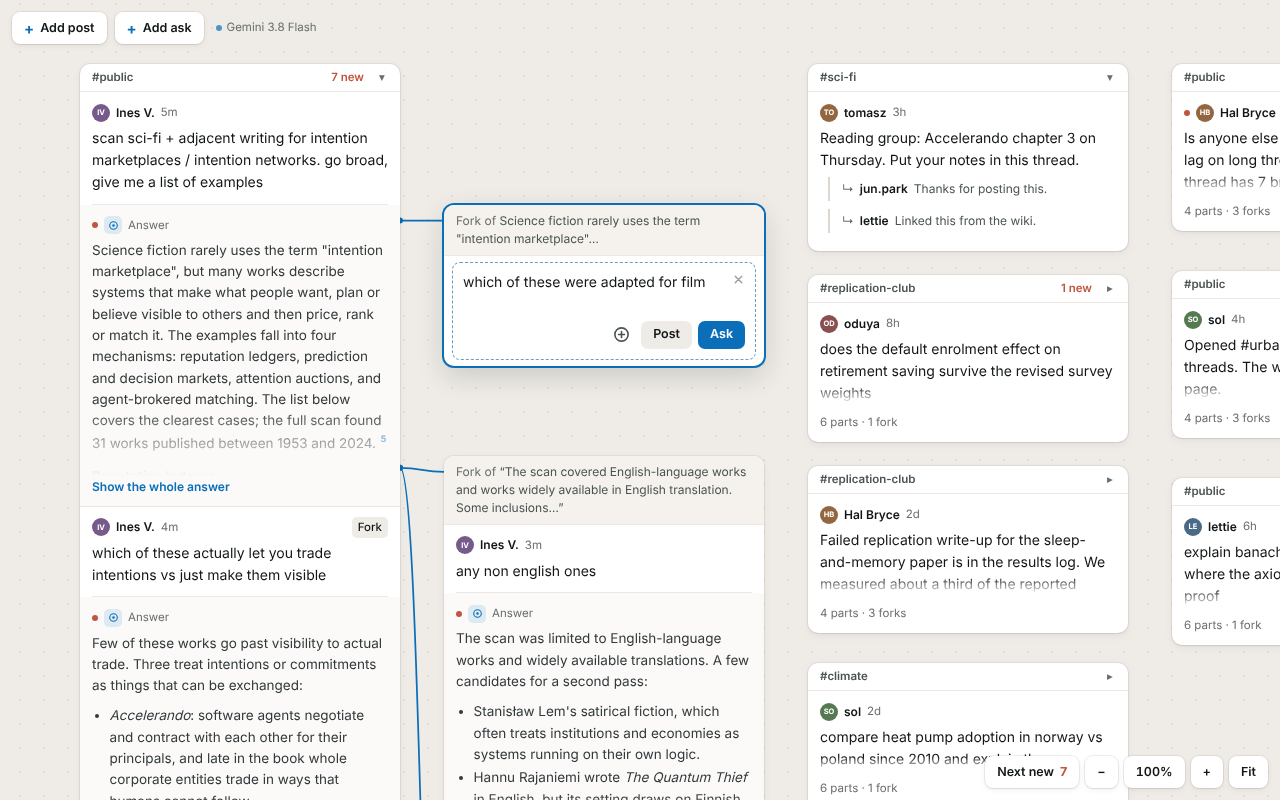 + Add post
+ Add ask
Gemini 3.8 Flash
#public 7 new ▾
IV Ines V. 5m
scan sci-fi + adjacent writing for intention
marketplaces / intention networks. go broad,
give me a list of examples
Answer
Science fiction rarely uses the term "intention
marketplace", but many works describe
systems that make what people want, plan or
believe visible to others and then price, rank
or match it. The examples fall into four
mechanisms: reputation ledgers, prediction
and decision markets, attention auctions, and
agent-brokered matching. The list below
covers the clearest cases; the full scan found
31 works published between 1953 and 2024. 5
Show the whole answer
IV Ines V. 4m Fork
which of these actually let you trade
intentions vs just make them visible
Answer
Few of these works go past visibility to actual
trade. Three treat intentions or commitments
as things that can be exchanged:
• Accelerando: software agents negotiate
and contract with each other for their
principals, and late in the book whole
corporate entities trade in ways that
humans cannot follow
Fork of Science fiction rarely uses the term
"intention marketplace"…
which of these were adapted for film ×
Post Ask
Fork of “The scan covered English-language works
and works widely available in English translation.
Some inclusions…”
IV Ines V. 3m
any non english ones
Answer
The scan was limited to English-language
works and widely available translations. A few
candidates for a second pass:
• Stanisław Lem's satirical fiction, which
often treats institutions and economies as
systems running on their own logic.
• Hannu Rajaniemi wrote The Quantum Thief
in English, but its setting draws on Finnish
#sci-fi ▾
TO tomasz 3h
Reading group: Accelerando chapter 3 on
Thursday. Put your notes in this thread.
↳ jun.park Thanks for posting this.
↳ lettie Linked this from the wiki.
#replication-club 1 new ▸
OD oduya 8h
does the default enrolment effect on
retirement saving survive the revised survey
weights
6 parts · 1 fork
#replication-club ▸
HB Hal Bryce 2d
Failed replication write-up for the sleep-
and-memory paper is in the results log. We
measured about a third of the reported
4 parts · 3 forks
#climate ▸
SO sol 2d
compare heat pump adoption in norway vs
poland since 2010 and
6 parts · 1 fork
#public
HB Hal Bryce
Is anyone else
lag on long
thread has 7
4 parts · 3 forks
#public
SO sol 4h
Opened
threads. The
page.
4 parts · 3 forks
#public
LE lettie 6h
explain
where the
proof
6 parts · 1 fork
Next new 7
− 100% + Fit